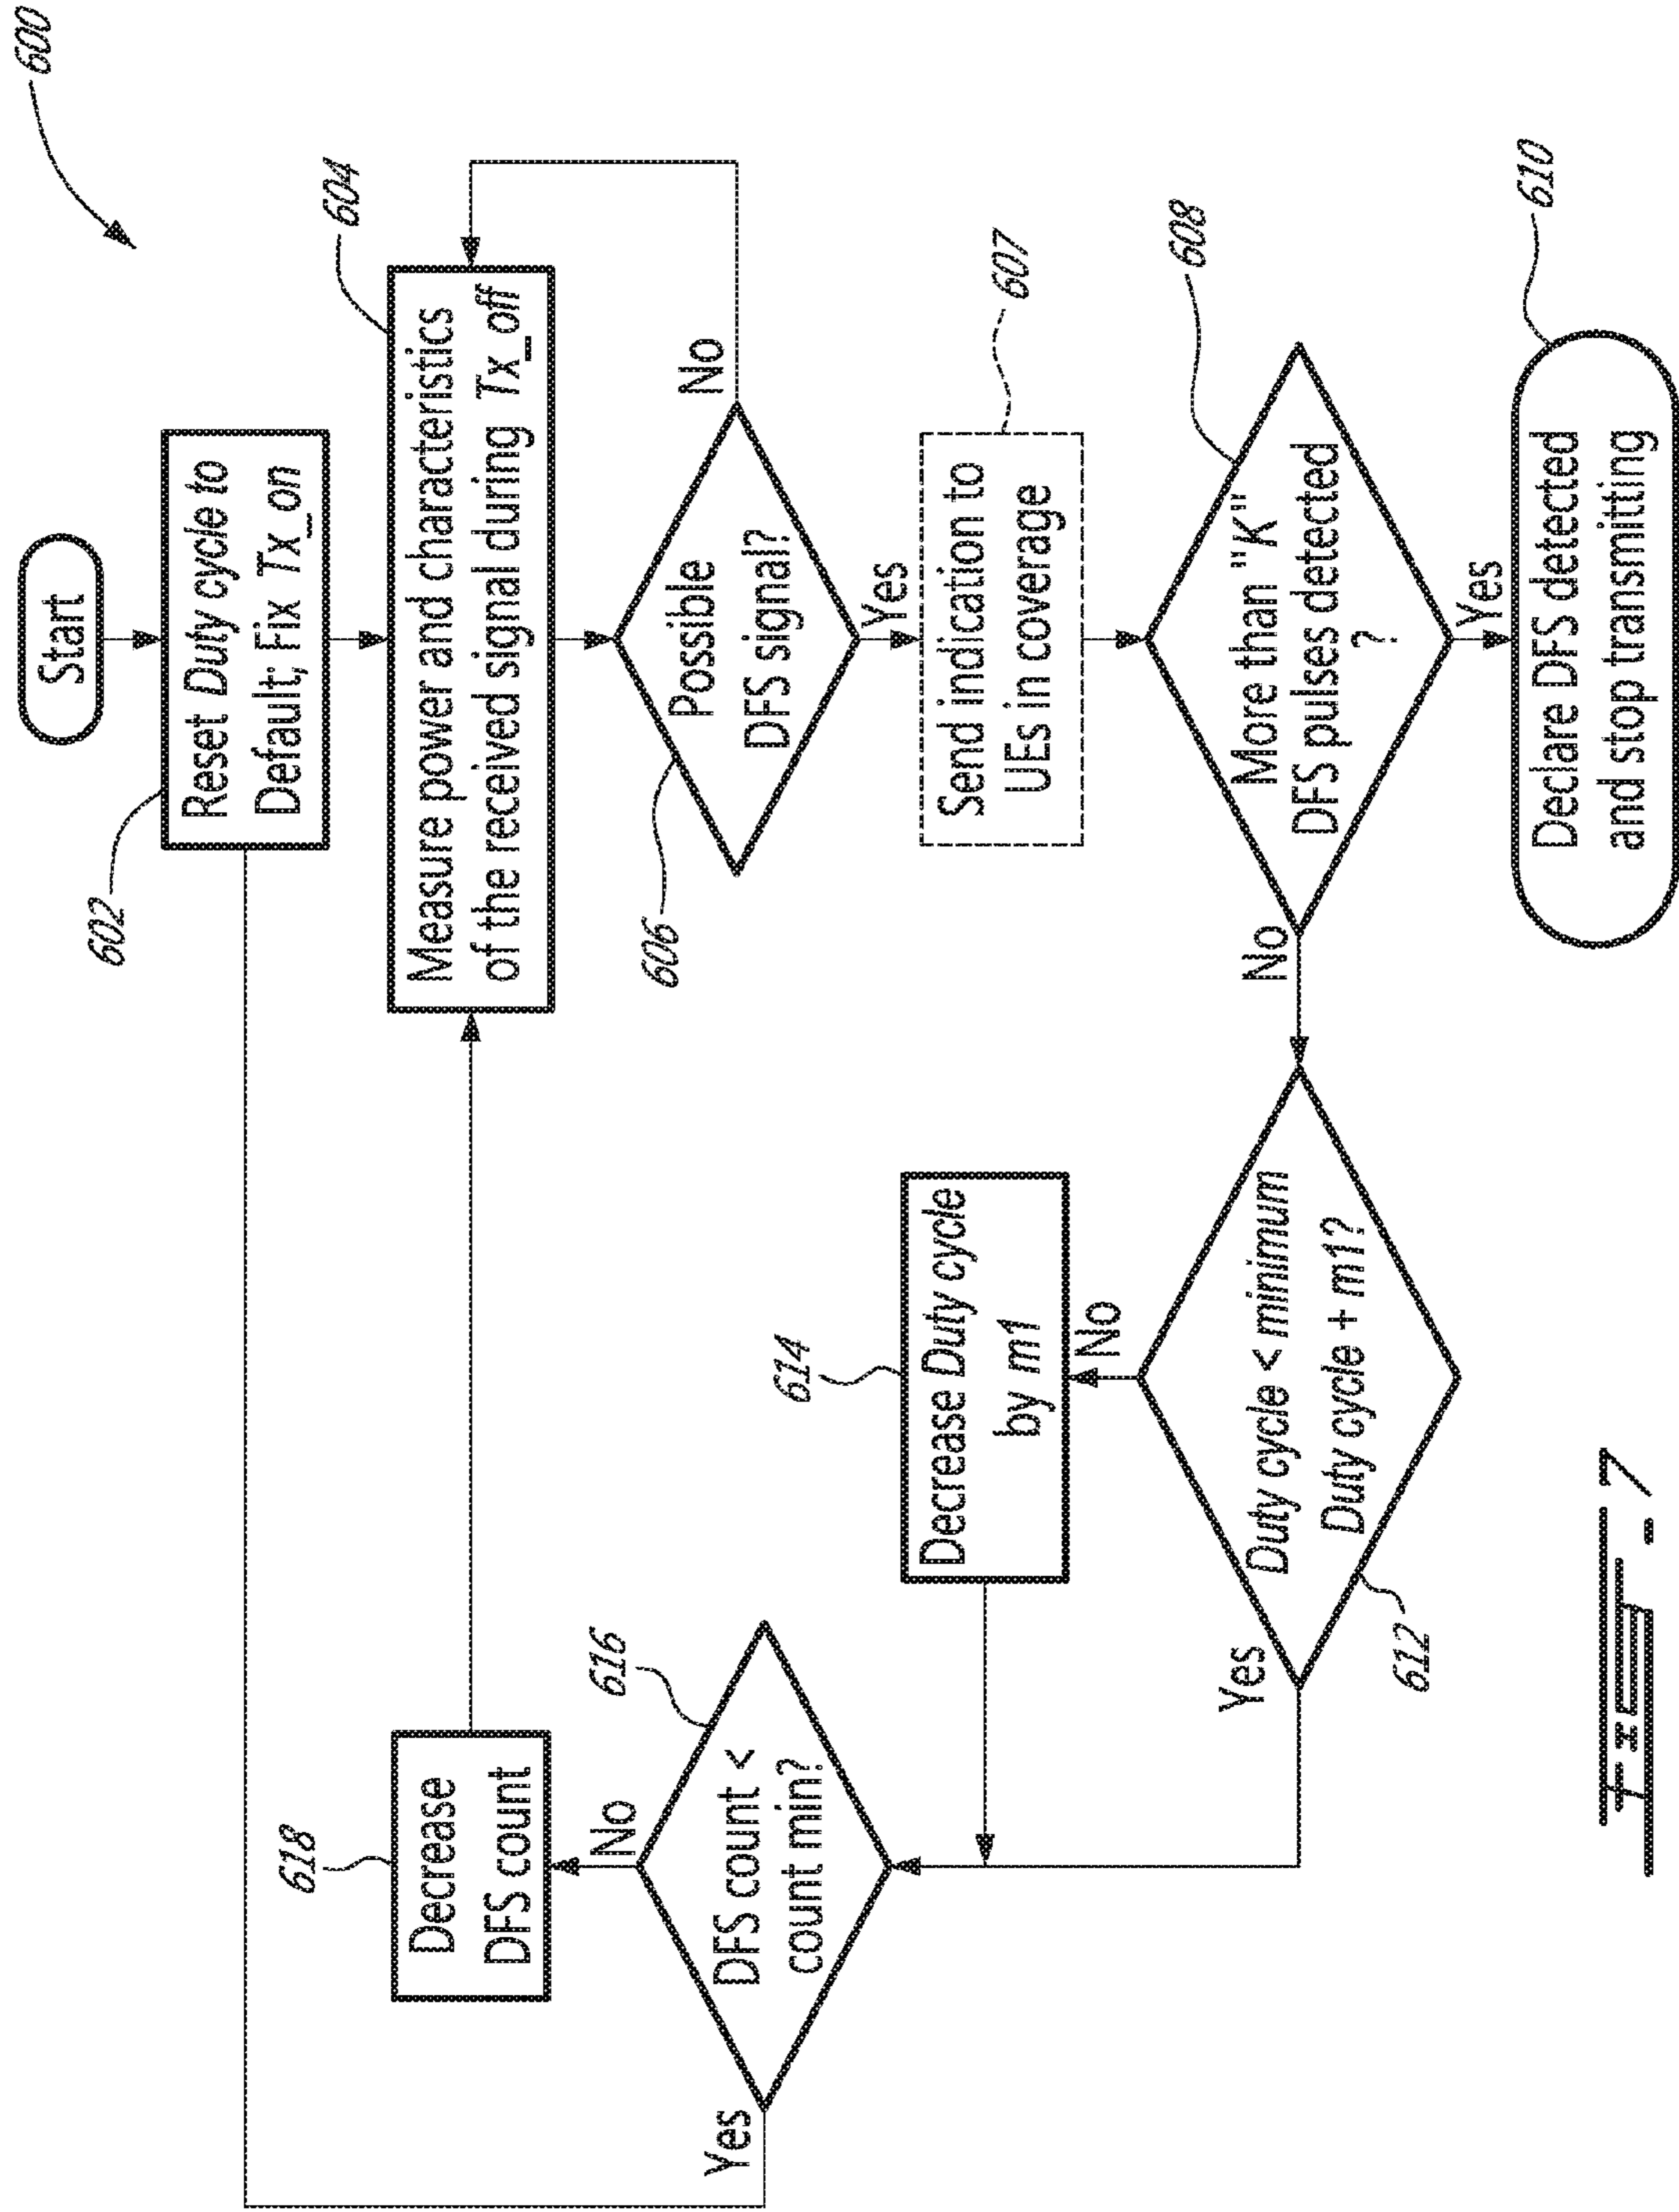 600
Start
602
Reset Duty cycle to
Default; Fix Tx_on
604
Measure power and characteristics
of the received signal during Tx_off
606
Possible
DFS signal?
No
Yes
607
Send indication to
UEs in coverage
608
More than "K"
DFS pulses detected
?
No
Yes
610
Declare DFS detected
and stop transmitting
612
Duty cycle < minimum
Duty cycle + m1?
Yes
No
614
Decrease Duty cycle
by m1
616
DFS count <
count min?
Yes
No
618
Decrease
DFS count
FIG - 7